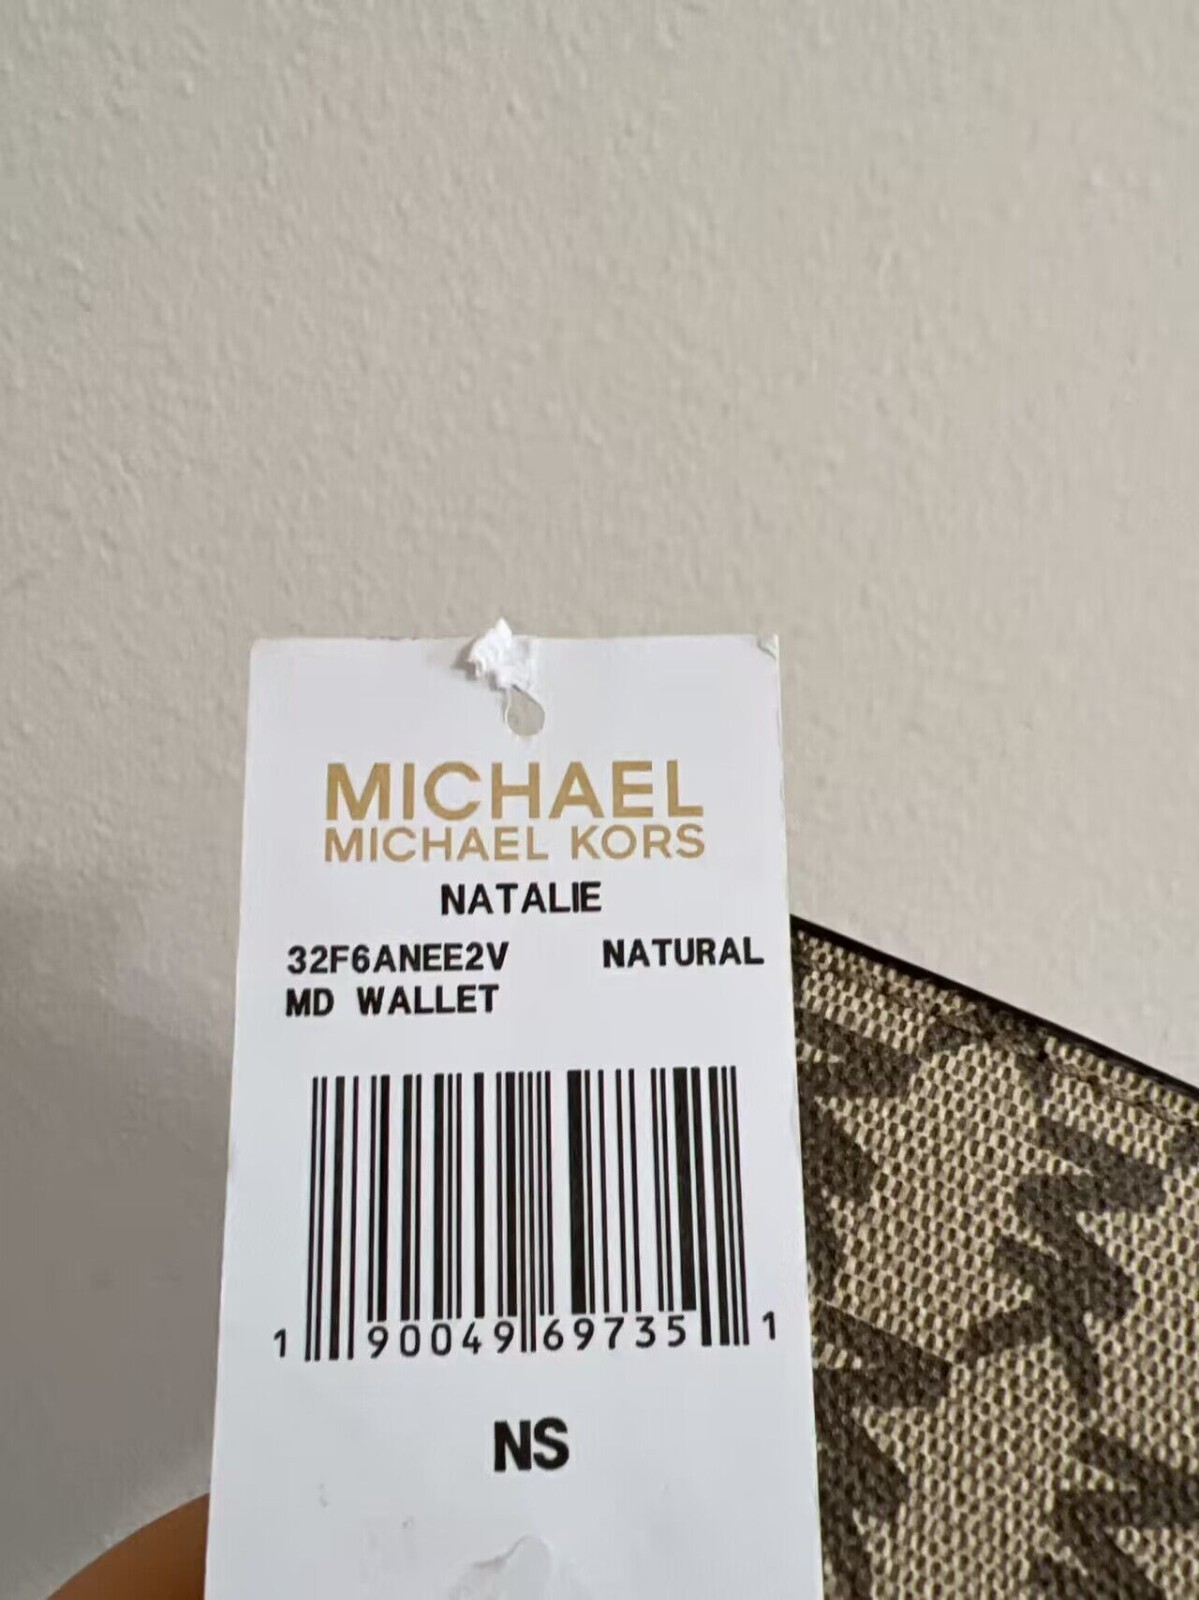 MICHAEL
MICHAEL KORS
NATALIE
32F6ANEE2V NATURAL
MD WALLET
1 90049 69735 1
NS